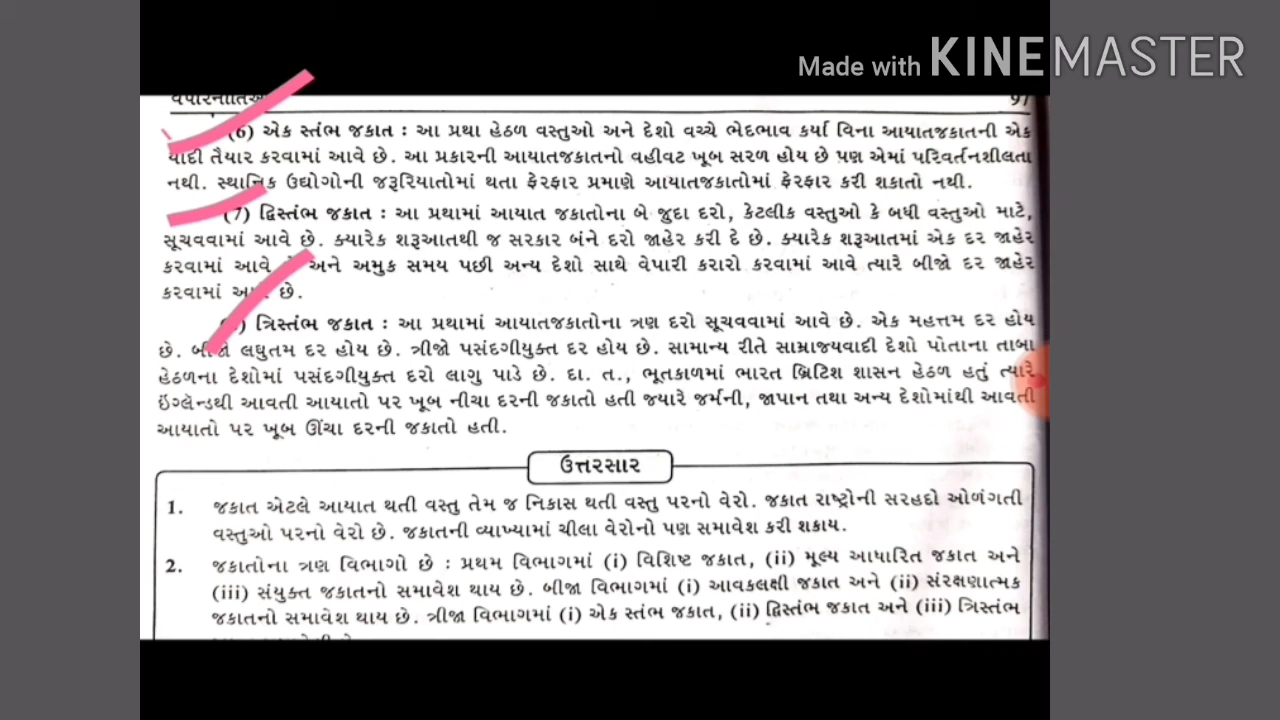 Made with KINEMASTER
વેપારનીતિઓ 97
(6) એક સ્તંભ જકાત : આ પ્રથા હેઠળ વસ્તુઓ અને દેશો વચ્ચે ભેદભાવ કર્યા વિના આયાતજકાતની એક
યાદી તૈયાર કરવામાં આવે છે. આ પ્રકારની આયાતજકાતનો વહીવટ ખૂબ સરળ હોય છે પણ એમાં પરિવર્તનશીલતા
નથી. સ્થાનિક ઉદ્યોગોની જરૂરિયાતોમાં થતા ફેરફાર પ્રમાણે આયાતજકાતોમાં ફેરફાર કરી શકાતો નથી.
(7) દ્વિસ્તંભ જકાત : આ પ્રથામાં આયાત જકાતોના બે જુદા દરો, કેટલીક વસ્તુઓ કે બધી વસ્તુઓ માટે,
સૂચવવામાં આવે છે. ક્યારેક શરૂઆતથી જ સરકાર બંને દરો જાહેર કરી દે છે. ક્યારેક શરૂઆતમાં એક દર જાહેર
કરવામાં આવે અને અમુક સમય પછી અન્ય દેશો સાથે વેપારી કરારો કરવામાં આવે ત્યારે બીજો દર જાહેર
કરવામાં આવે છે.
) ત્રિસ્તંભ જકાત : આ પ્રથામાં આયાતજકાતોના ત્રણ દરો સૂચવવામાં આવે છે. એક મહત્તમ દર હોય
છે. બીજો લઘુતમ દર હોય છે. ત્રીજો પસંદગીયુક્ત દર હોય છે. સામાન્ય રીતે સામ્રાજ્યવાદી દેશો પોતાના તાબા
હેઠળના દેશોમાં પસંદગીયુક્ત દરો લાગુ પાડે છે. દા. ત., ભૂતકાળમાં ભારત બ્રિટિશ શાસન હેઠળ હતું ત્યારે
ઇંગ્લૅન્ડથી આવતી આયાતો પર ખૂબ નીચા દરની જકાતો હતી જ્યારે જર્મની, જાપાન તથા અન્ય દેશોમાંથી આવતી
આયાતો પર ખૂબ ઊંચા દરની જકાતો હતી.
ઉત્તરસાર
1. જકાત એટલે આયાત થતી વસ્તુ તેમ જ નિકાસ થતી વસ્તુ પરનો વેરો. જકાત રાષ્ટ્રોની સરહદો ઓળંગતી
વસ્તુઓ પરનો વેરો છે. જકાતની વ્યાખ્યામાં ચીલા વેરોનો પણ સમાવેશ કરી શકાય.
2. જકાતોના ત્રણ વિભાગો છે : પ્રથમ વિભાગમાં (i) વિશિષ્ટ જકાત, (ii) મૂલ્ય આધારિત જકાત અને
(iii) સંયુક્ત જકાતનો સમાવેશ થાય છે. બીજા વિભાગમાં (i) આવકલક્ષી જકાત અને (ii) સંરક્ષણાત્મક
જકાતનો સમાવેશ થાય છે. ત્રીજા વિભાગમાં (i) એક સ્તંભ જકાત, (ii) દ્વિસ્તંભ જકાત અને (iii) ત્રિસ્તંભ